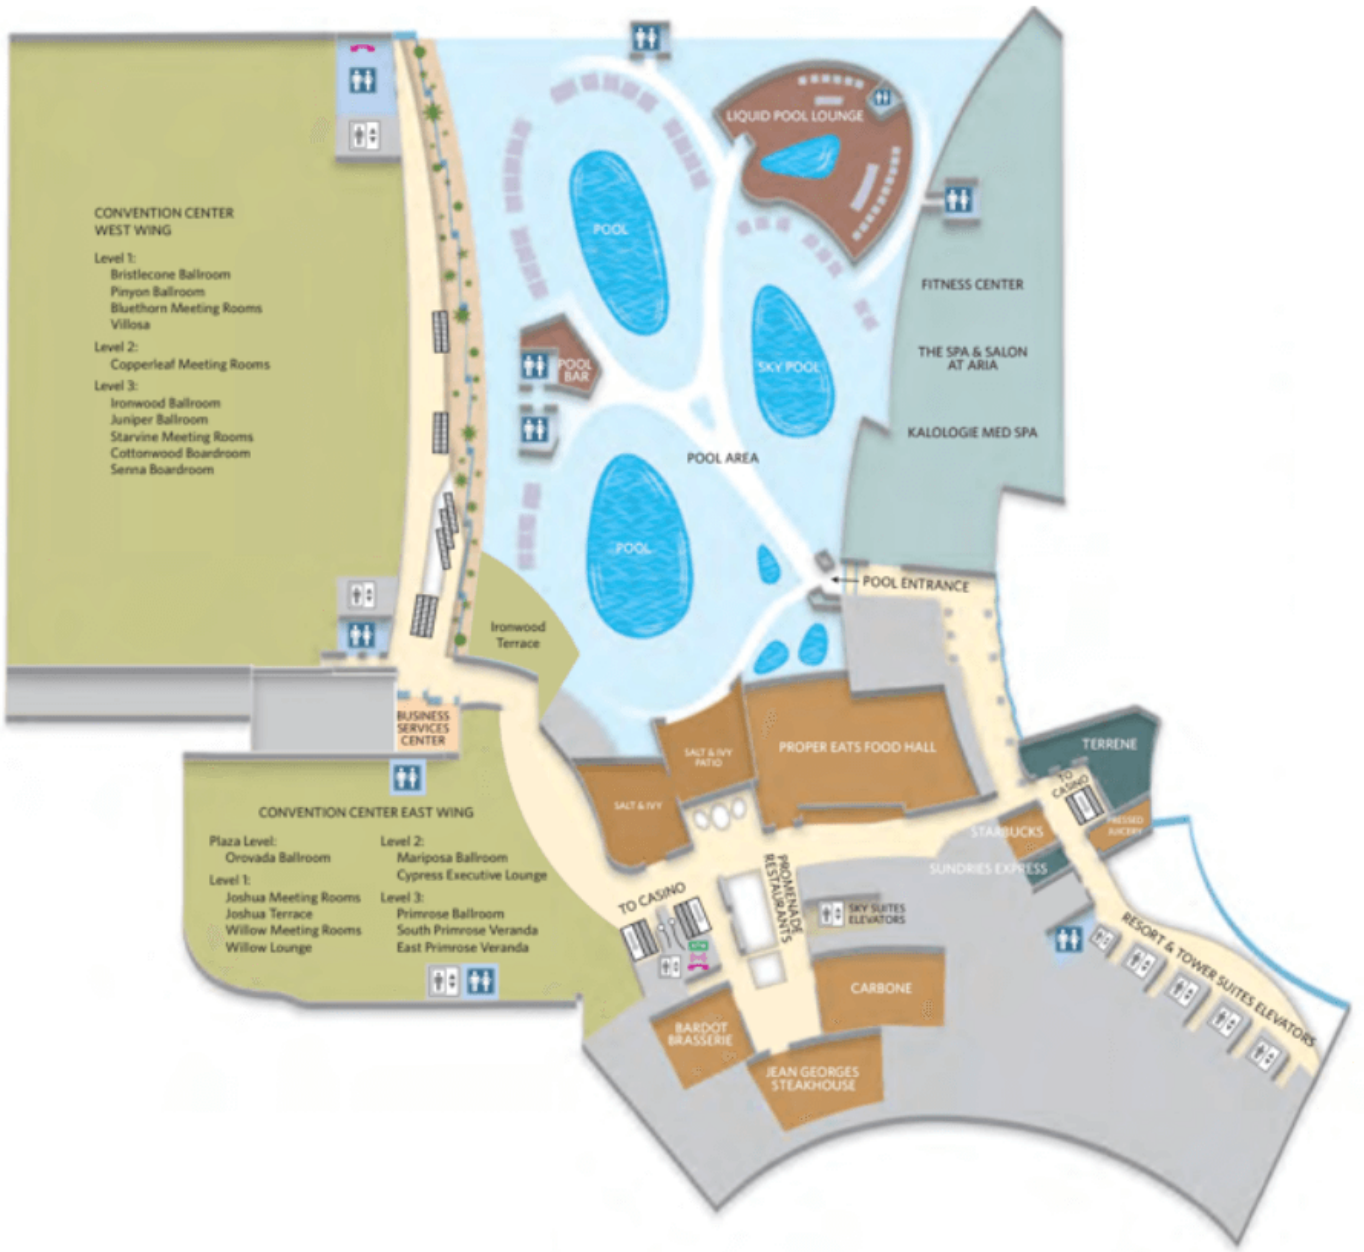 CONVENTION CENTER
WEST WING
Level 1:
Bristlecone Ballroom
Pinyon Ballroom
Bluethorn Meeting Rooms
Villosa
Level 2:
Copperleaf Meeting Rooms
Level 3:
Ironwood Ballroom
Juniper Ballroom
Starvine Meeting Rooms
Cottonwood Boardroom
Senna Boardroom
LIQUID POOL LOUNGE
POOL
POOL
BAR
SKY POOL
POOL AREA
POOL
FITNESS CENTER
THE SPA & SALON
AT ARIA
KALOLOGIE MED SPA
POOL ENTRANCE
Ironwood
Terrace
BUSINESS
SERVICES
CENTER
SALT & IVY
PATIO
PROPER EATS FOOD HALL
SALT & IVY
TERRENE
TO
CASINO
PRESSED
JUICERY
STARBUCKS
SUNDRIES EXPRESS
CONVENTION CENTER EAST WING
Plaza Level:
Orovada Ballroom
Level 1:
Joshua Meeting Rooms
Joshua Terrace
Willow Meeting Rooms
Willow Lounge
Level 2:
Mariposa Ballroom
Cypress Executive Lounge
Level 3:
Primrose Ballroom
South Primrose Veranda
East Primrose Veranda
TO CASINO
PROMENADE
RESTAURANTS
SKY SUITES
ELEVATORS
RESORT & TOWER SUITES ELEVATORS
CARBONE
BARDOT
BRASSERIE
JEAN GEORGES
STEAKHOUSE